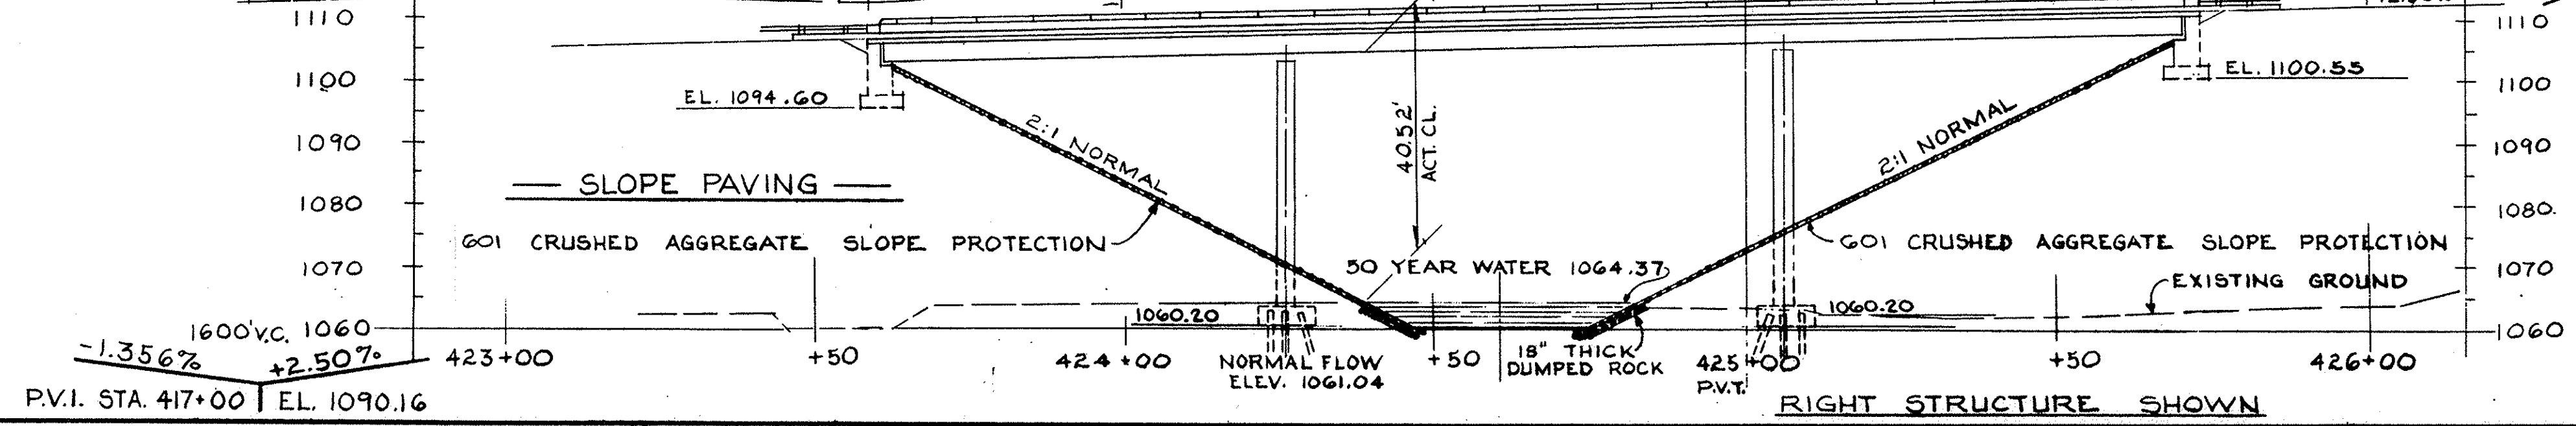 1110
1100
1090
1080
1070
1060
EL. 1094.60
SLOPE PAVING
601 CRUSHED AGGREGATE SLOPE PROTECTION
2:1 NORMAL
40.52'
ACT. CL.
50 YEAR WATER 1064.37
2:1 NORMAL
EL. 1100.55
601 CRUSHED AGGREGATE SLOPE PROTECTION
EXISTING GROUND
1060.20
1060.20
1110
1100
1090
1080.
1070
1060
1600' V.C.
-1.356%
+2.50%
P.V.I. STA. 417+00 EL. 1090.16
423+00
+50
424+00
NORMAL FLOW
ELEV. 1061.04
+50
18" THICK
DUMPED ROCK
425+00
P.V.T.
+50
426+00
RIGHT STRUCTURE SHOWN